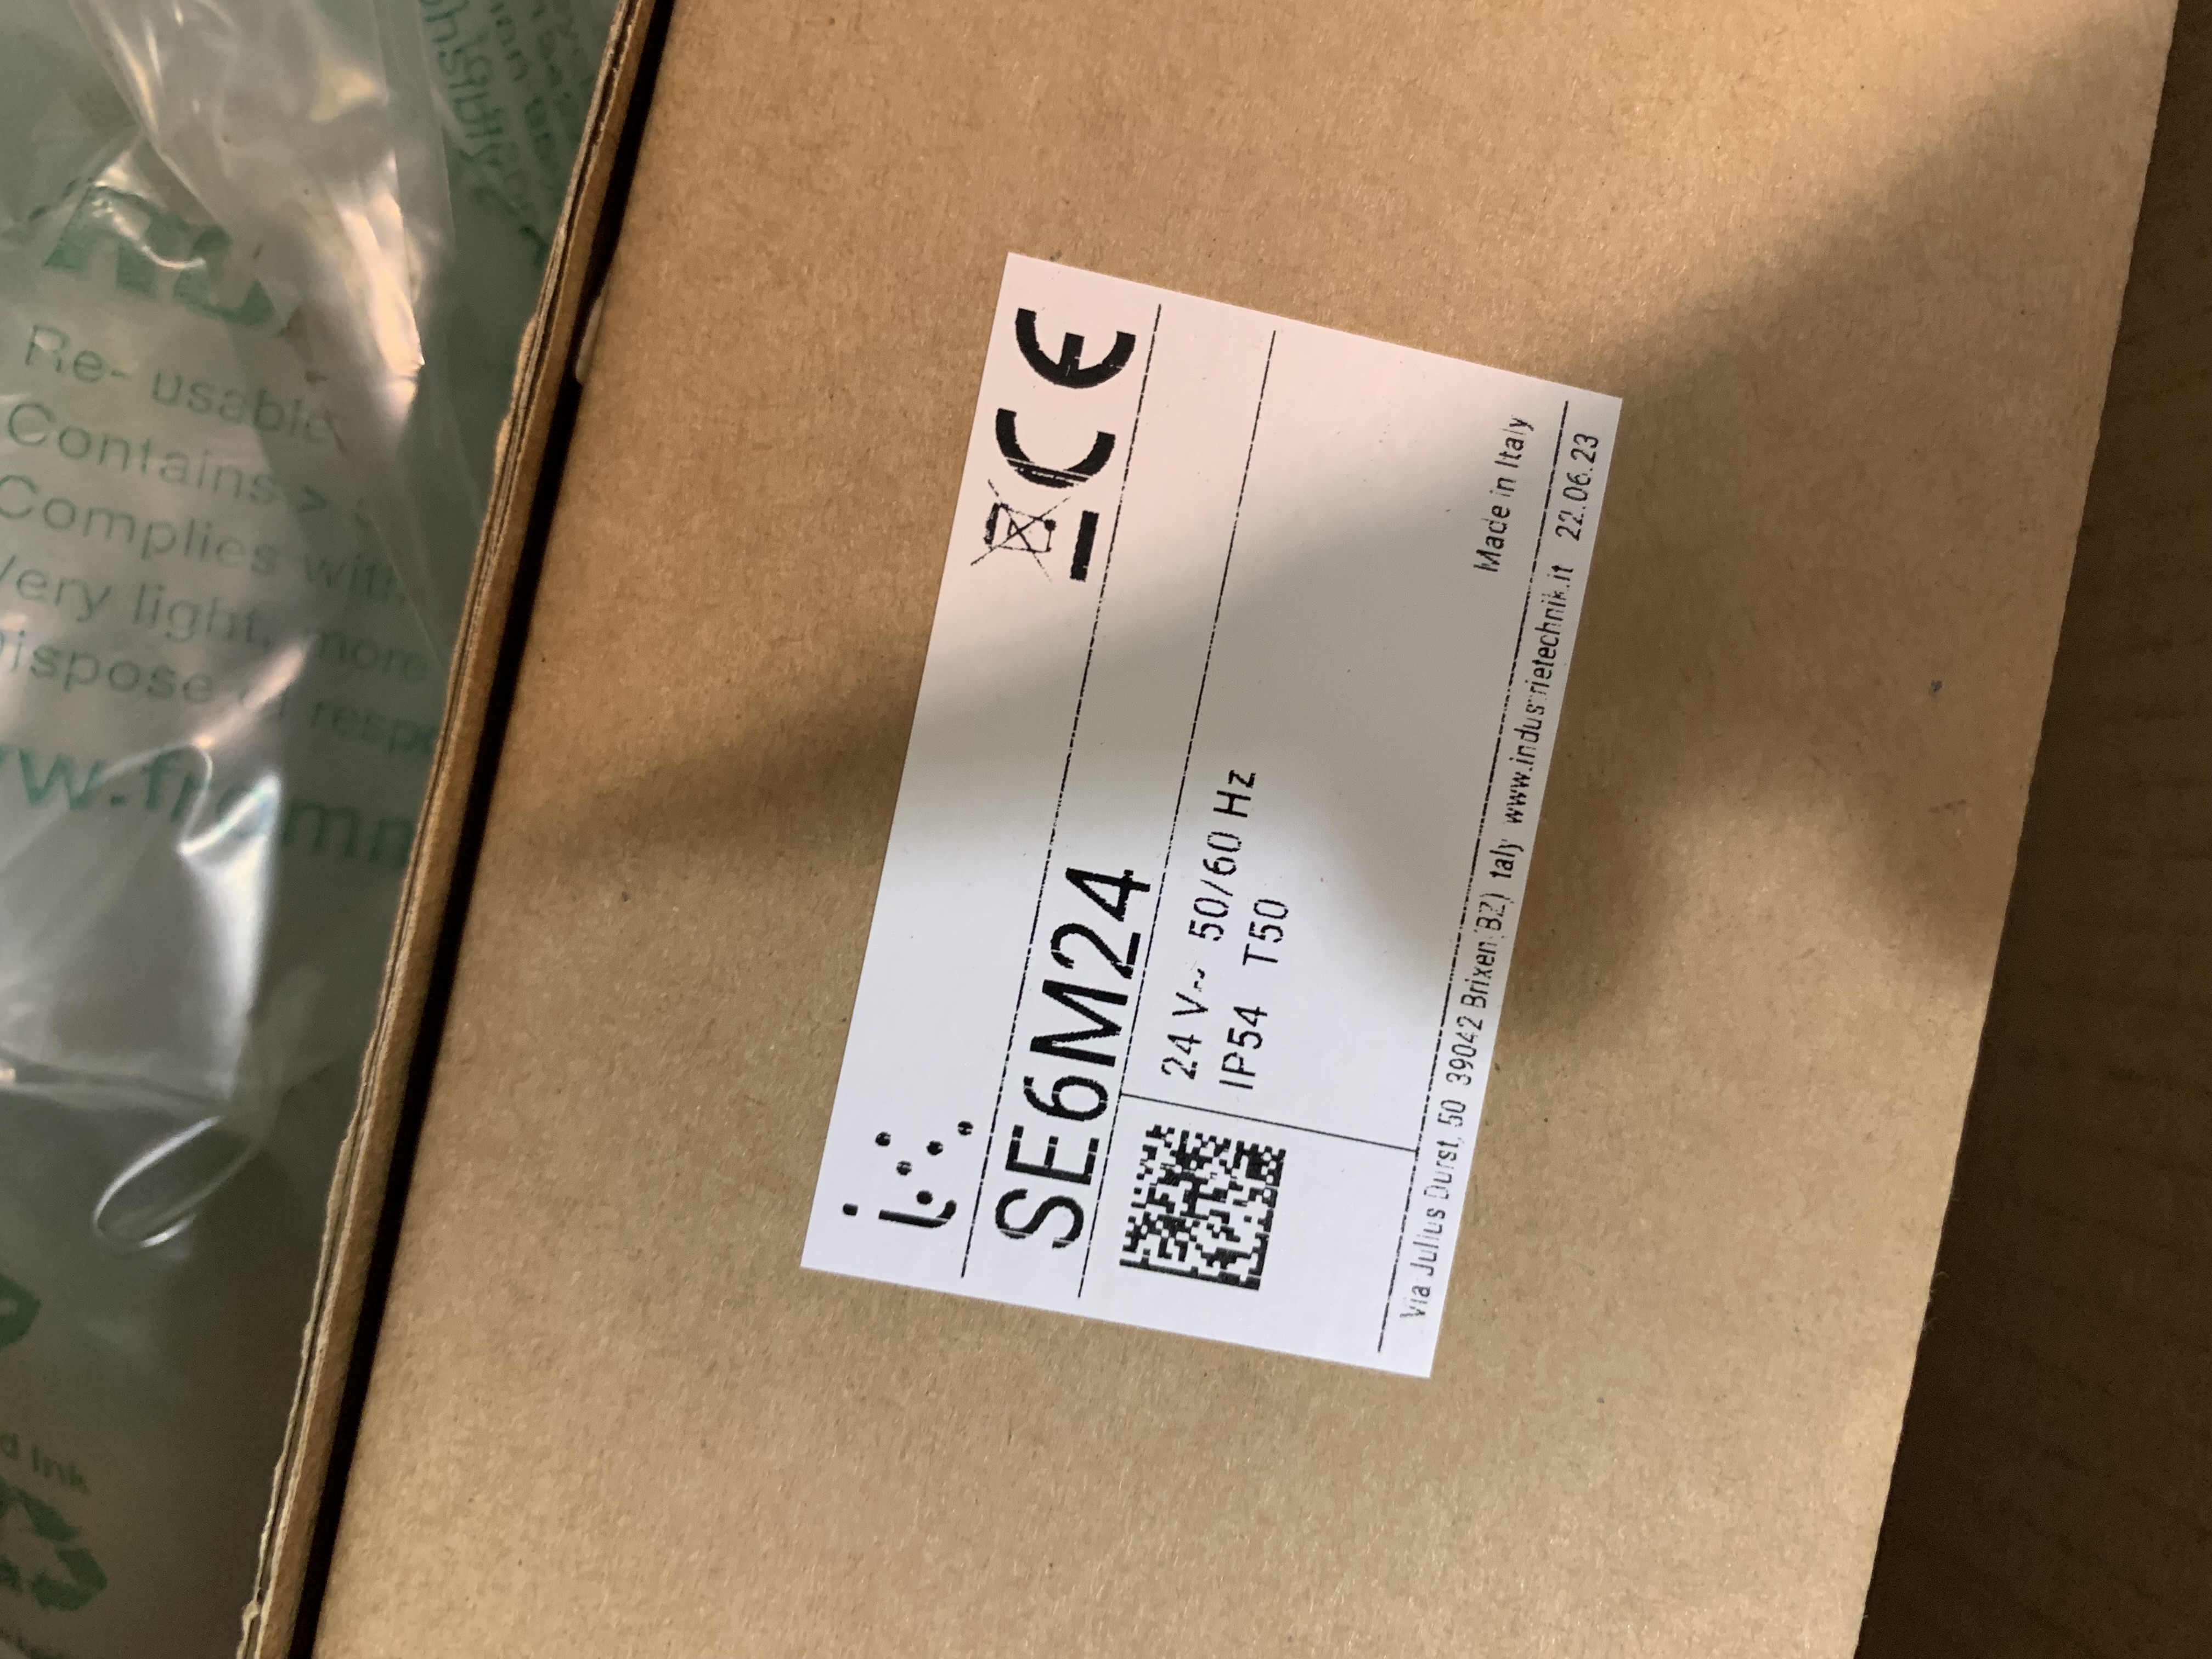 CE
SE6M24
24 V~ 50/60 Hz
IP54 T50
Made in Italy
Via Julius Durst, 50 39042 Brixen (BZ) Italy www.industrietechnik.it 22.06.23
Re-usable
Contains >
Complies with
Very light, more
Dispose of